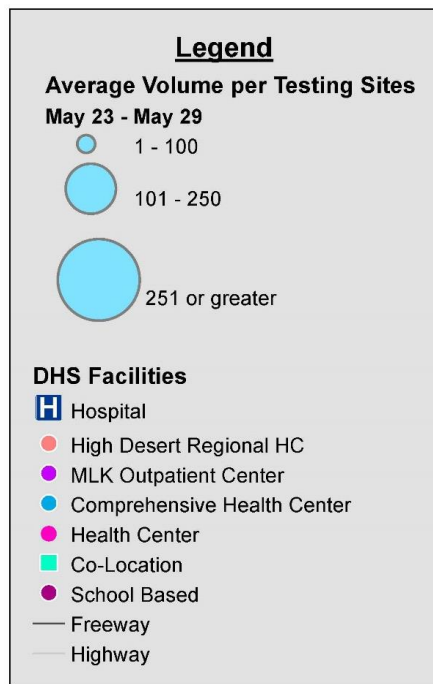 Legend
Average Volume per Testing Sites
May 23 - May 29
1 - 100
101 - 250
251 or greater
DHS Facilities
H Hospital
High Desert Regional HC
MLK Outpatient Center
Comprehensive Health Center
Health Center
Co-Location
School Based
Freeway
Highway